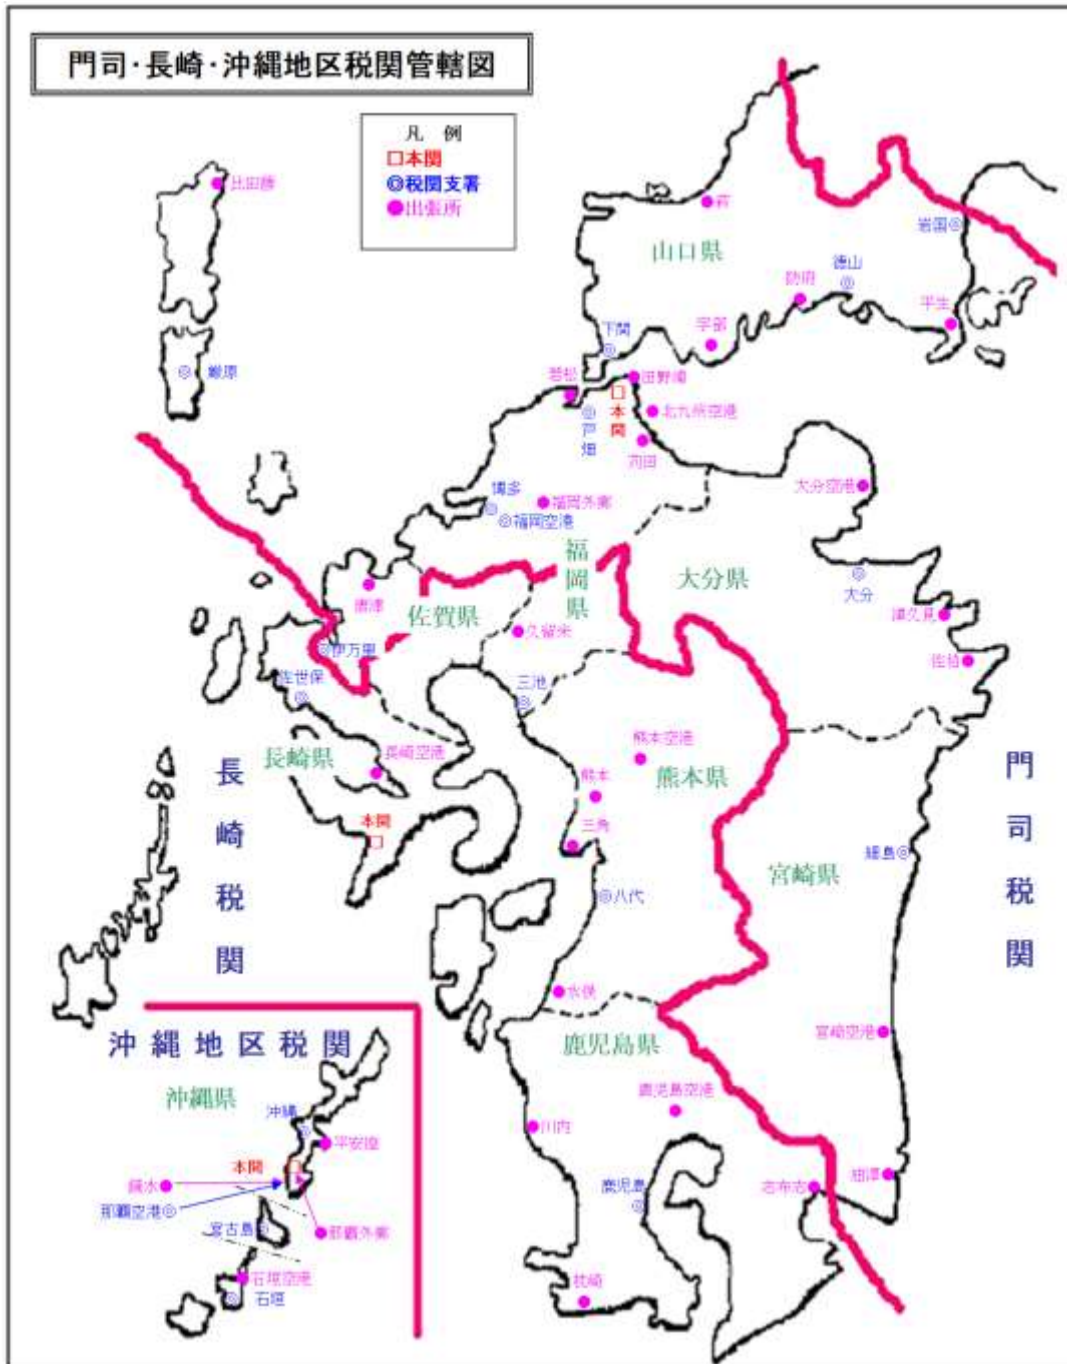 門司・長崎・沖縄地区税関管轄図
凡 例
□本関
◎税関支署
●出張所
比田勝
萩
岩国
山口県
徳山
防府
平生
宇部
下関
厳原
若松
田野浦
本関
北九州空港
戸畑
苅田
大分空港
博多
福岡外郵
福岡空港
福岡県
大分県
大分
唐津
佐賀県
津久見
久留米
伊万里
佐伯
佐世保
三池
長崎県
長崎空港
熊本空港
熊本県
熊本
長崎税関
門司税関
本関
三角
細島
宮崎県
八代
水俣
沖縄地区税関
宮崎空港
鹿児島県
沖縄県
鹿児島空港
沖縄
平安座
川内
本関
鏡水
鹿児島
志布志
油津
那覇空港
宮古島
那覇外郵
石垣空港
石垣
枕崎